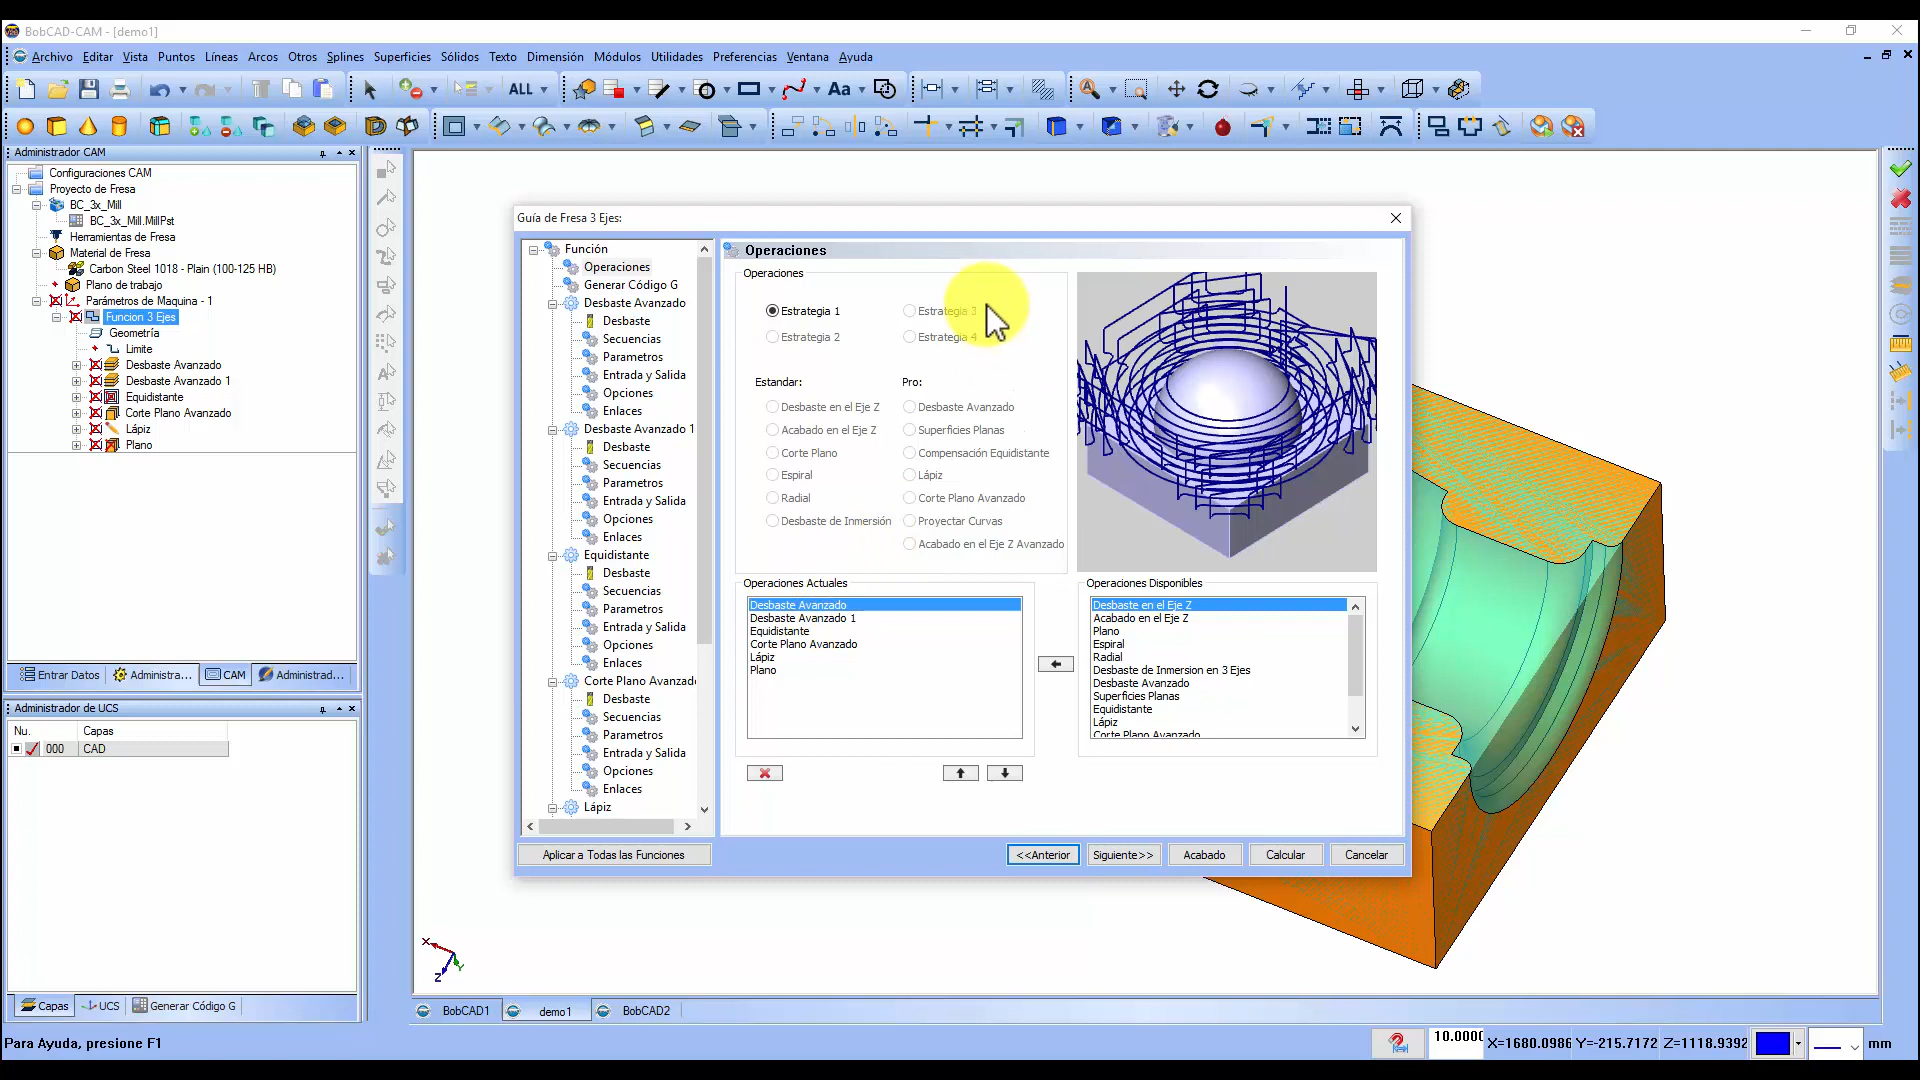 BobCAD-CAM - [demo1]
Archivo Editar Vista Puntos Líneas Arcos Otros Splines Superficies Sólidos Texto Dimensión Módulos Utilidades Preferencias Ventana Ayuda
ALL
Aa
Administrador CAM
Configuraciones CAM
Proyecto de Fresa
BC_3x_Mill
BC_3x_Mill.MillPst
Herramientas de Fresa
Material de Fresa
Carbon Steel 1018 - Plain (100-125 HB)
Plano de trabajo
Parámetros de Maquina - 1
Funcion 3 Ejes
Geometría
Limite
Desbaste Avanzado
Desbaste Avanzado 1
Equidistante
Corte Plano Avanzado
Lápiz
Plano
Entrar Datos Administra... CAM Administrad...
Administrador de UCS
Nu. Capas
000 CAD
Capas UCS Generar Código G
Guía de Fresa 3 Ejes:
Función
Operaciones
Generar Código G
Desbaste Avanzado
Desbaste
Secuencias
Parametros
Entrada y Salida
Opciones
Enlaces
Desbaste Avanzado 1
Desbaste
Secuencias
Parametros
Entrada y Salida
Opciones
Enlaces
Equidistante
Desbaste
Secuencias
Parametros
Entrada y Salida
Opciones
Enlaces
Corte Plano Avanzado
Desbaste
Secuencias
Parametros
Entrada y Salida
Opciones
Enlaces
Lápiz
Operaciones
Operaciones
Estrategia 1 Estrategia 3
Estrategia 2 Estrategia 4
Estandar: Pro:
Desbaste en el Eje Z Desbaste Avanzado
Acabado en el Eje Z Superficies Planas
Corte Plano Compensación Equidistante
Espiral Lápiz
Radial Corte Plano Avanzado
Desbaste de Inmersión Proyectar Curvas
Acabado en el Eje Z Avanzado
Operaciones Actuales
Desbaste Avanzado
Desbaste Avanzado 1
Equidistante
Corte Plano Avanzado
Lápiz
Plano
Operaciones Disponibles
Desbaste en el Eje Z
Acabado en el Eje Z
Plano
Espiral
Radial
Desbaste de Inmersion en 3 Ejes
Desbaste Avanzado
Superficies Planas
Equidistante
Lápiz
Corte Plano Avanzado
Aplicar a Todas las Funciones <<Anterior Siguiente>> Acabado Calcular Cancelar
X
Y
Z
BobCAD1 demo1 BobCAD2
Para Ayuda, presione F1 10.0000 X=1680.0986 Y=-215.7172 Z=1118.9392 mm